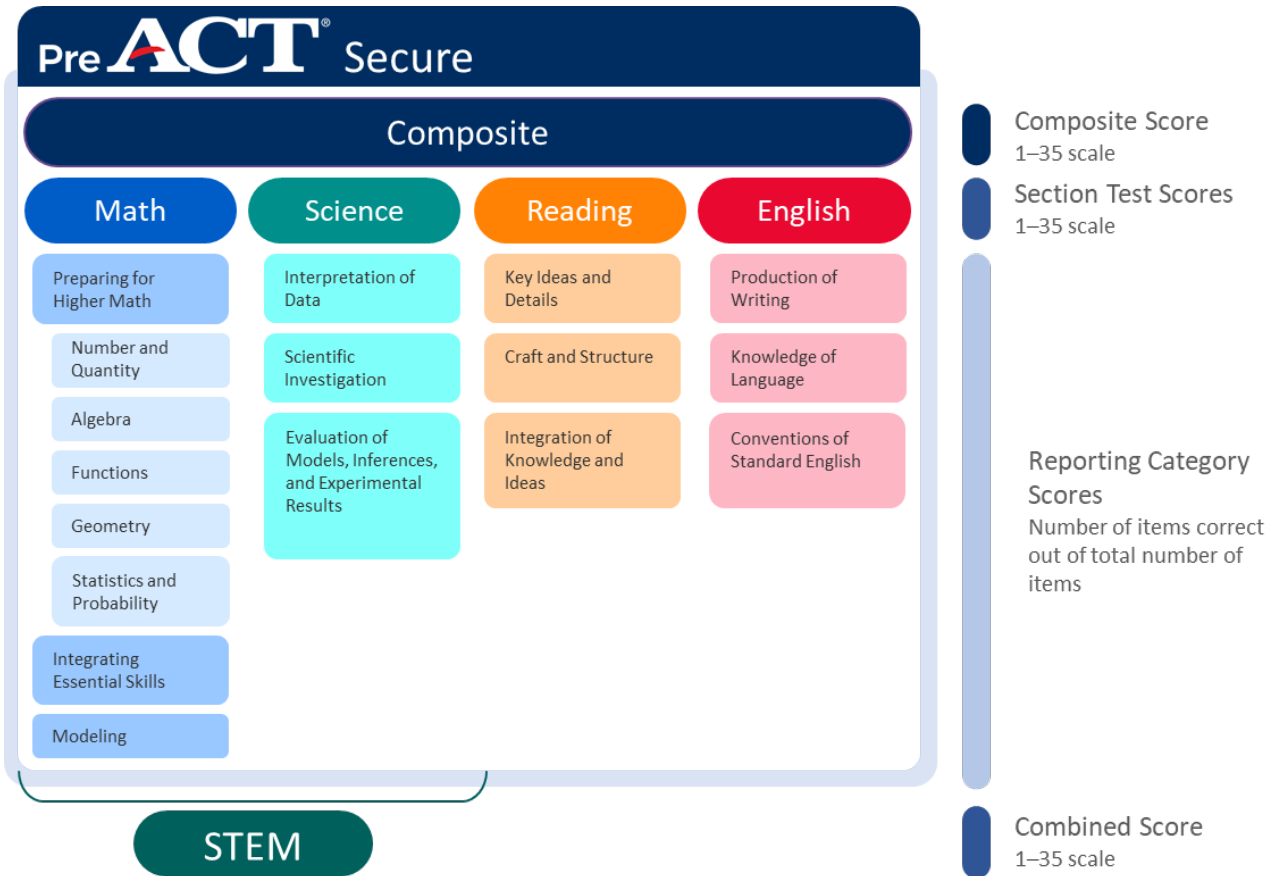 Pre ACT® Secure
Composite
Composite Score
1–35 scale
Math
Science
Reading
English
Section Test Scores
1–35 scale
Preparing for
Higher Math
Number and
Quantity
Algebra
Functions
Geometry
Statistics and
Probability
Integrating
Essential Skills
Modeling
Interpretation of
Data
Scientific
Investigation
Evaluation of
Models, Inferences,
and Experimental
Results
Key Ideas and
Details
Craft and Structure
Integration of
Knowledge and
Ideas
Production of
Writing
Knowledge of
Language
Conventions of
Standard English
Reporting Category
Scores
Number of items correct
out of total number of
items
STEM
Combined Score
1–35 scale